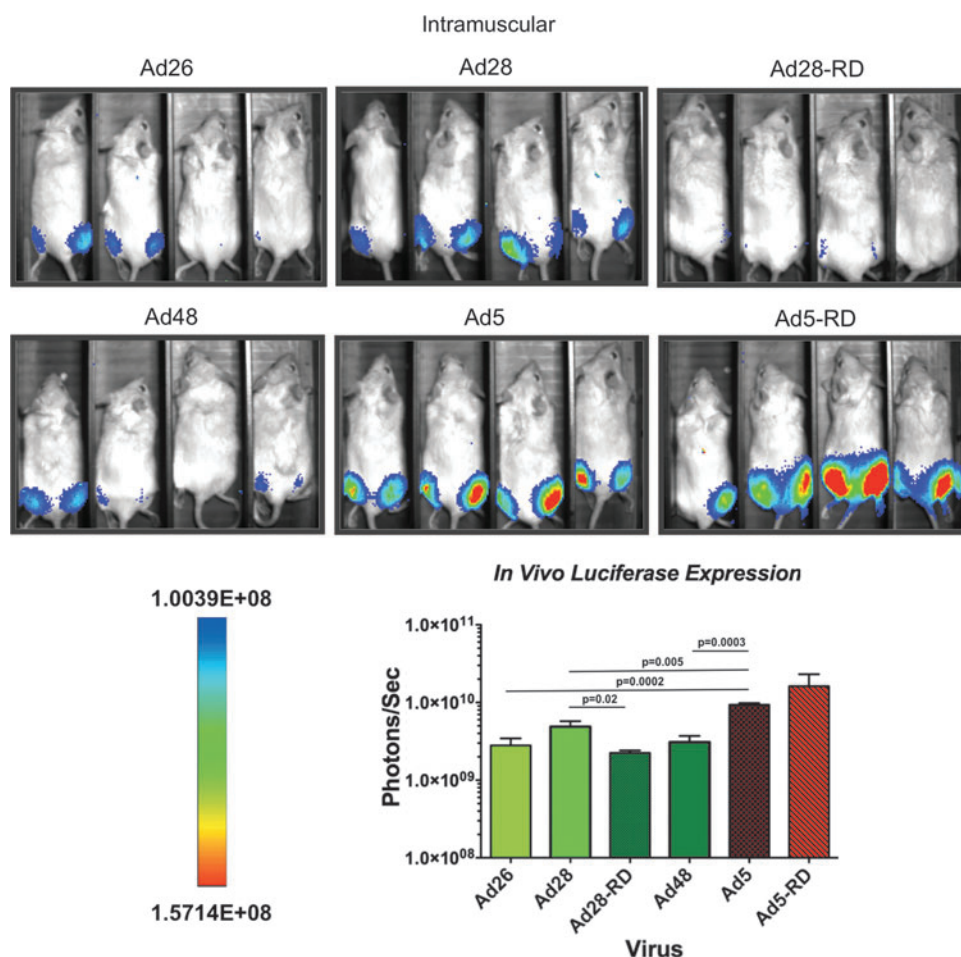 Intramuscular
Ad26 Ad28 Ad28-RD
Ad48 Ad5 Ad5-RD
In Vivo Luciferase Expression
1.0039E+08
1.5714E+08
Photons/Sec
1.0×10¹¹
1.0×10¹⁰
1.0×10⁰⁹
1.0×10⁰⁸
p=0.0003
p=0.005
p=0.0002
p=0.02
Ad26
Ad28
Ad28-RD
Ad48
Ad5
Ad5-RD
Virus